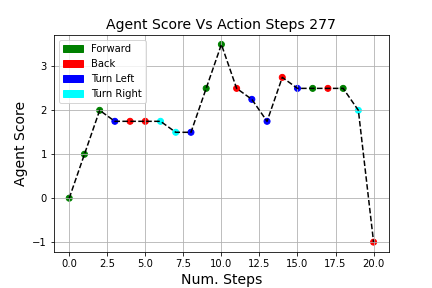 Agent Score Vs Action Steps 277
Forward
Back
Turn Left
Turn Right
Agent Score
3
2
1
0
−1
0.0 2.5 5.0 7.5 10.0 12.5 15.0 17.5 20.0
Num. Steps